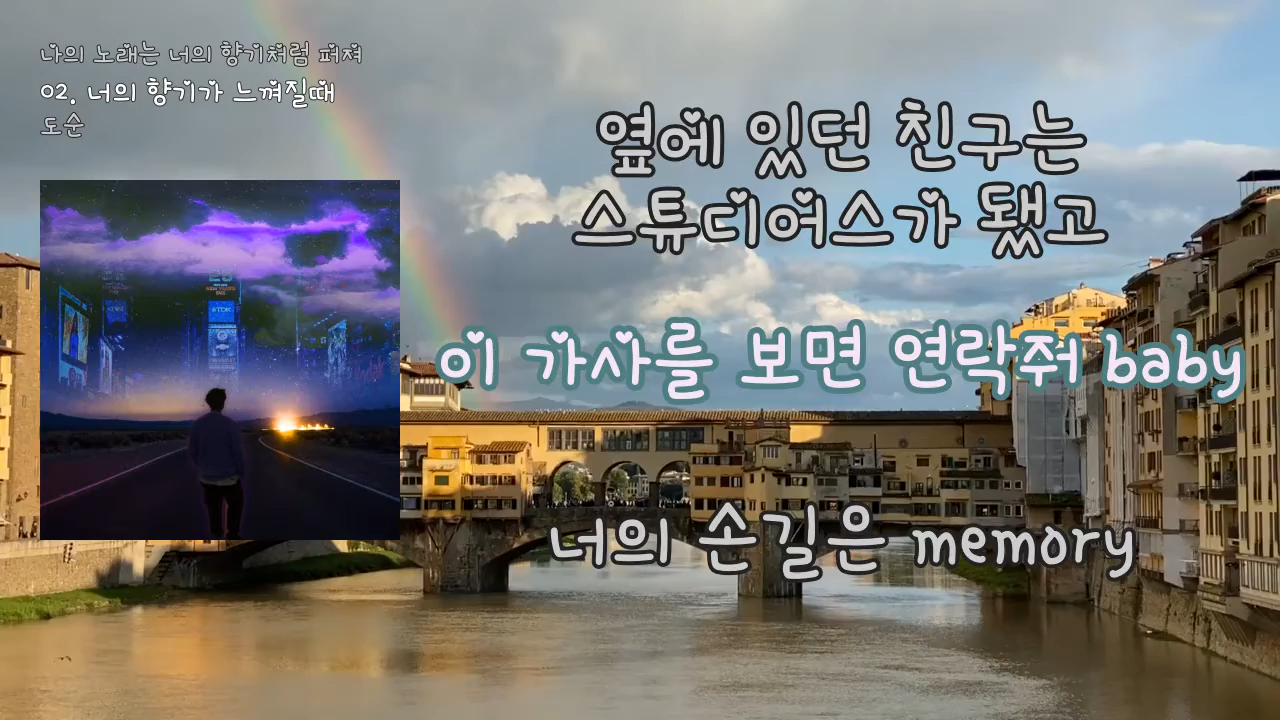 나의 노래는 너의 향기처럼 퍼져
02. 너의 향기가 느껴질때
도순
옆에 있던 친구는
스튜디어스가 됐고
이 가사를 보면 연락줘 baby
너의 손길은 memory